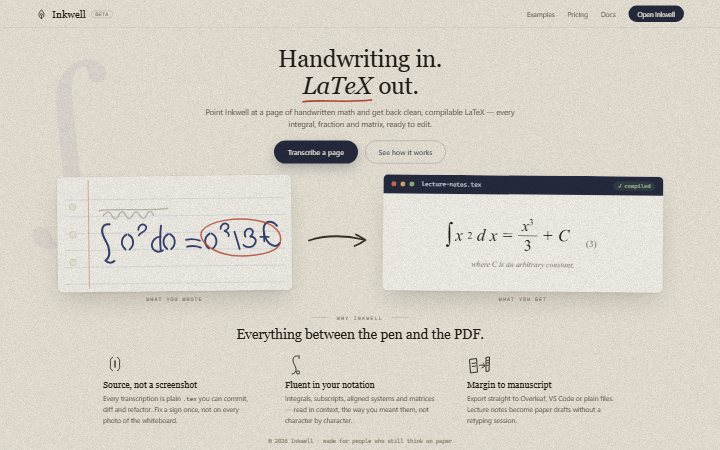 Inkwell BETA
Examples Pricing Docs Open Inkwell
Handwriting in.
LaTeX out.
Point Inkwell at a page of handwritten math and get back clean, compilable LaTeX — every
integral, fraction and matrix, ready to edit.
Transcribe a page See how it works
Lecture-notes.tex ✓ compiled
∫x 2 d x = x³/3 + C (3)
where C is an arbitrary constant.
WHAT YOU WROTE
WHAT YOU GET
WHY INKWELL
Everything between the pen and the PDF.
Source, not a screenshot
Every transcription is plain .tex you can commit,
diff and refactor. Fix a sign once, not on every
photo of the whiteboard.
Fluent in your notation
Integrals, subscripts, aligned systems and matrices
—read in context, the way you meant them, not
character by character.
Margin to manuscript
Export straight to Overleaf, VS Code or plain files.
Lecture notes become paper drafts without a
retyping session.
© 2026 Inkwell · made for people who still think on paper